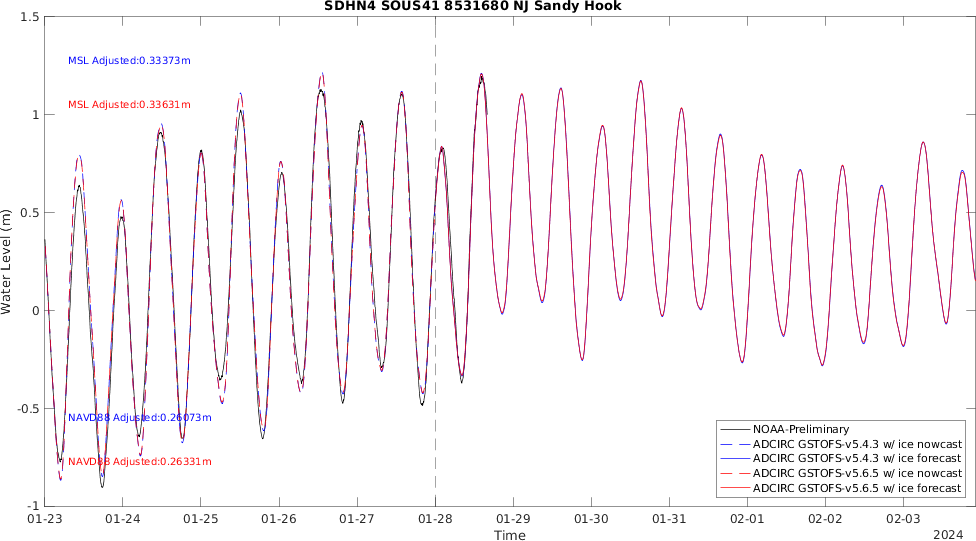 SDHN4 SOUS41 8531680 NJ Sandy Hook
1.5
1
0.5
0
-0.5
-1
Water Level (m)
MSL Adjusted:0.33373m
MSL Adjusted:0.33631m
NAVD88 Adjusted:0.26073m
NAVD88 Adjusted:0.26331m
NOAA-Preliminary
ADCIRC GSTOFS-v5.4.3 w/ ice nowcast
ADCIRC GSTOFS-v5.4.3 w/ ice forecast
ADCIRC GSTOFS-v5.6.5 w/ ice nowcast
ADCIRC GSTOFS-v5.6.5 w/ ice forecast
01-23 01-24 01-25 01-26 01-27 01-28 01-29 01-30 01-31 02-01 02-02 02-03
Time
2024